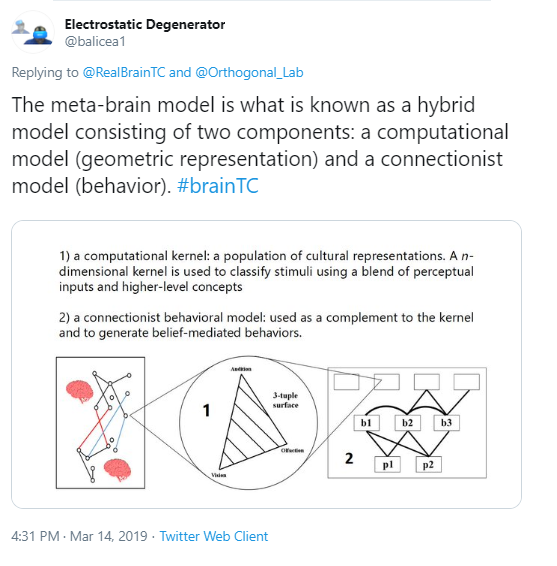 Electrostatic Degenerator
@balicea1
Replying to @RealBrainTC and @Orthogonal_Lab
The meta-brain model is what is known as a hybrid
model consisting of two components: a computational
model (geometric representation) and a connectionist
model (behavior). #brainTC
1) a computational kernel: a population of cultural representations. A n-
dimensional kernel is used to classify stimuli using a blend of perceptual
inputs and higher-level concepts
2) a connectionist behavioral model: used as a complement to the kernel
and to generate belief-mediated behaviors.
Audition
1
3-tuple
surface
Olfaction
Vision
b1
b2
b3
2
p1
p2
4:31 PM · Mar 14, 2019 · Twitter Web Client